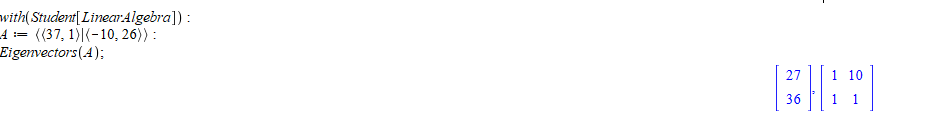 with(Student[LinearAlgebra]) :
A := ⟨⟨37, 1⟩|⟨−10, 26⟩⟩ :
Eigenvectors(A);
[27 36], [1 10 1 1]